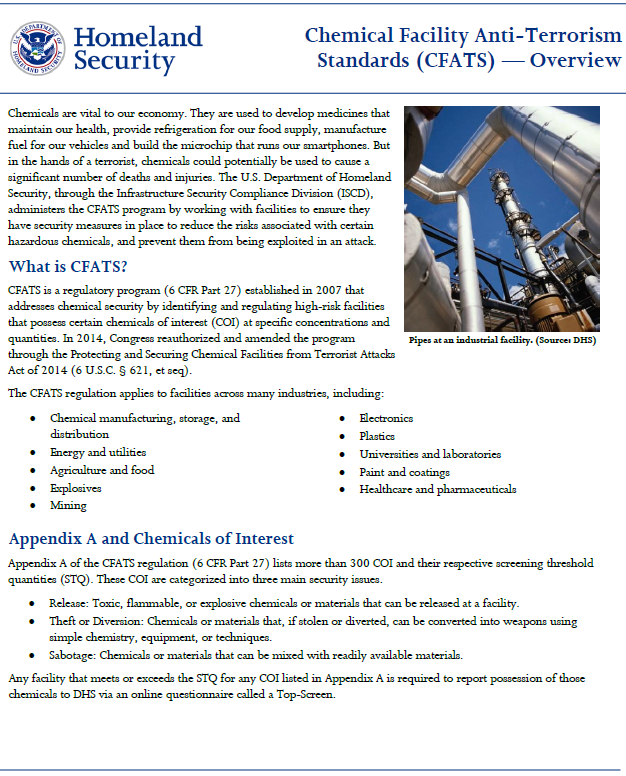 Homeland
Security
Chemical Facility Anti-Terrorism
Standards (CFATS) — Overview
Chemicals are vital to our economy. They are used to develop medicines that
maintain our health, provide refrigeration for our food supply, manufacture
fuel for our vehicles and build the microchip that runs our smartphones. But
in the hands of a terrorist, chemicals could potentially be used to cause a
significant number of deaths and injuries. The U.S. Department of Homeland
Security, through the Infrastructure Security Compliance Division (ISCD),
administers the CFATS program by working with facilities to ensure they
have security measures in place to reduce the risks associated with certain
hazardous chemicals, and prevent them from being exploited in an attack.
What is CFATS?
CFATS is a regulatory program (6 CFR Part 27) established in 2007 that
addresses chemical security by identifying and regulating high-risk facilities
that possess certain chemicals of interest (COI) at specific concentrations and
quantities. In 2014, Congress reauthorized and amended the program
through the Protecting and Securing Chemical Facilities from Terrorist Attacks
Act of 2014 (6 U.S.C. § 621, et seq).
Pipes at an industrial facility. (Source: DHS)
The CFATS regulation applies to facilities across many industries, including:
• Chemical manufacturing, storage, and
distribution
• Energy and utilities
• Agriculture and food
• Explosives
• Mining
• Electronics
• Plastics
• Universities and laboratories
• Paint and coatings
• Healthcare and pharmaceuticals
Appendix A and Chemicals of Interest
Appendix A of the CFATS regulation (6 CFR Part 27) lists more than 300 COI and their respective screening threshold
quantities (STQ). These COI are categorized into three main security issues.
• Release: Toxic, flammable, or explosive chemicals or materials that can be released at a facility.
• Theft or Diversion: Chemicals or materials that, if stolen or diverted, can be converted into weapons using
simple chemistry, equipment, or techniques.
• Sabotage: Chemicals or materials that can be mixed with readily available materials.
Any facility that meets or exceeds the STQ for any COI listed in Appendix A is required to report possession of those
chemicals to DHS via an online questionnaire called a Top-Screen.